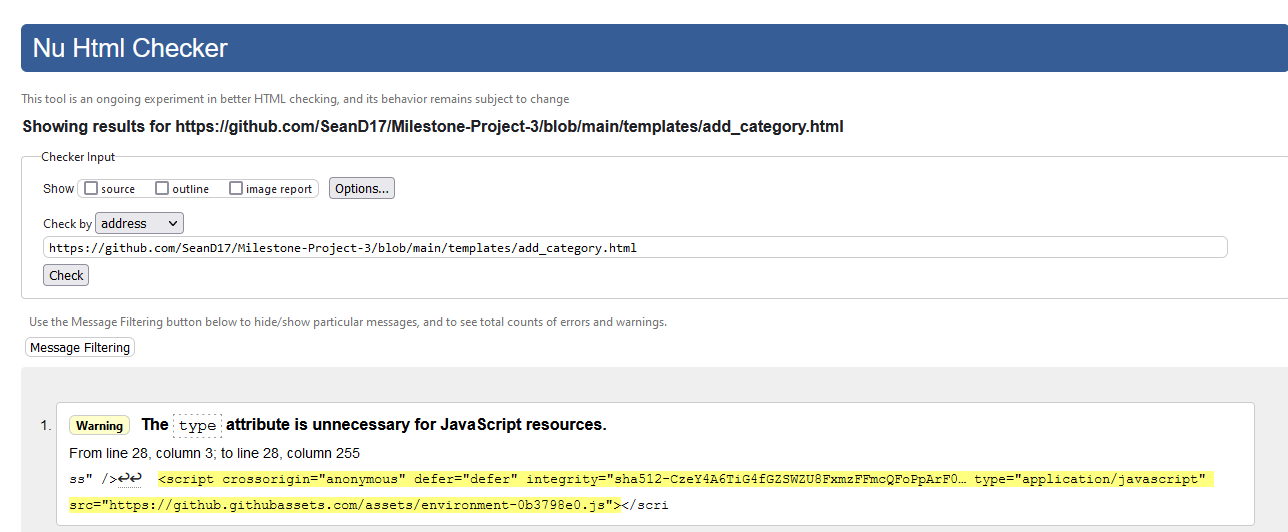 Nu Html Checker
This tool is an ongoing experiment in better HTML checking, and its behavior remains subject to change
Showing results for https://github.com/SeanD17/Milestone-Project-3/blob/main/templates/add_category.html
Checker Input
Show source outline image report Options...
Check by address
https://github.com/SeanD17/Milestone-Project-3/blob/main/templates/add_category.html
Check
Use the Message Filtering button below to hide/show particular messages, and to see total counts of errors and warnings.
Message Filtering
1. Warning The type attribute is unnecessary for JavaScript resources.
From line 28, column 3; to line 28, column 255
ss" />↩↩ <script crossorigin="anonymous" defer="defer" integrity="sha512-CzeY4A6TiG4fGZSWZU8FxmzFFmcQFoPpArF0… type="application/javascript"
src="https://github.githubassets.com/assets/environment-0b3798e0.js"></scri